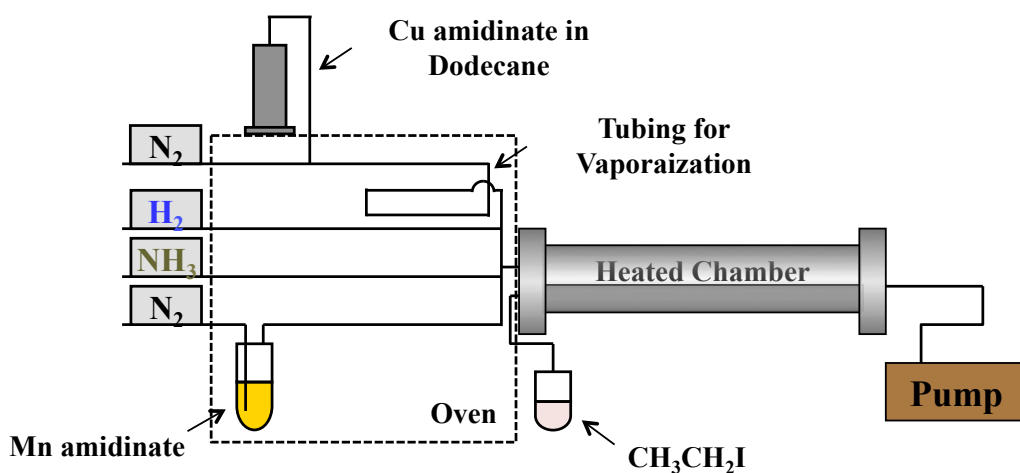 Cu amidinate in
Dodecane
Tubing for
Vaporaization
N₂
H₂
NH₃
N₂
Heated Chamber
Mn amidinate
Oven
CH₃CH₂I
Pump